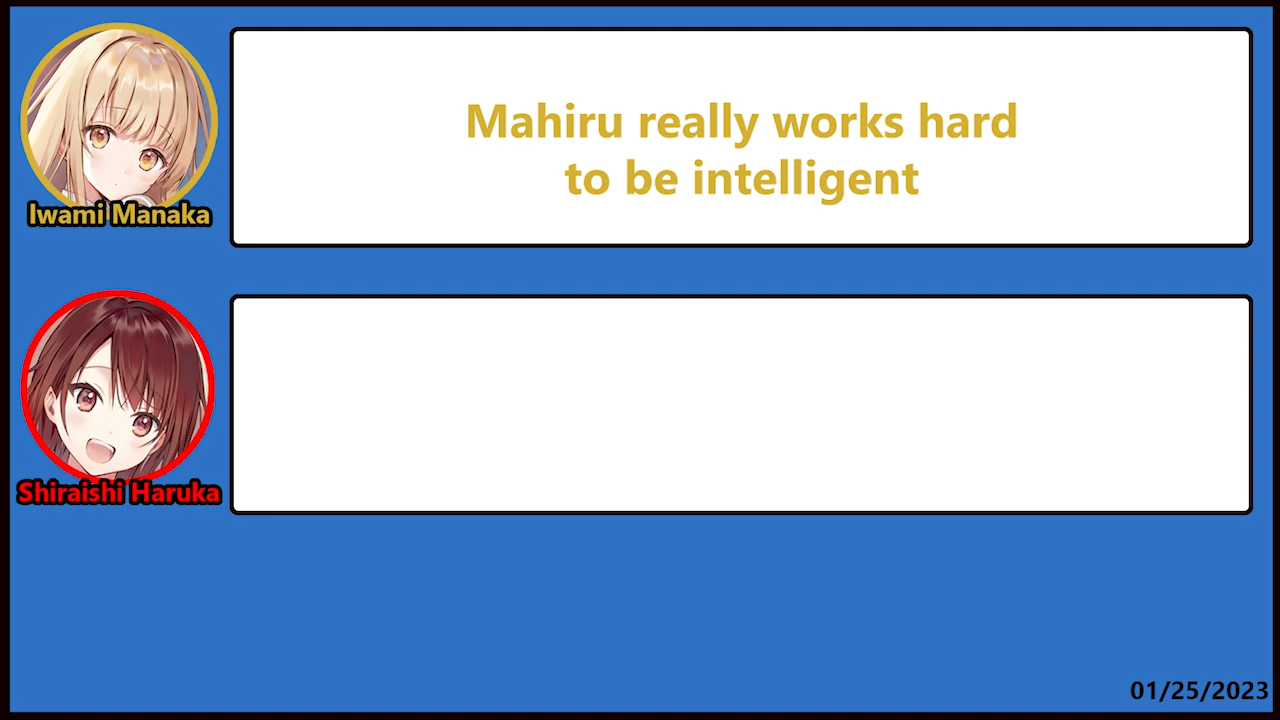 Mahiru really works hard
to be intelligent
Iwami Manaka
Shiraishi Haruka
01/25/2023